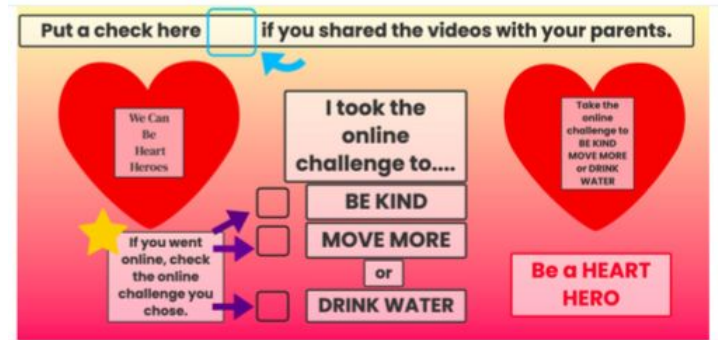 Put a check here if you shared the videos with your parents.
We Can
Be
Heart
Heroes
I took the
online
challenge to....
Take the
online
challenge to
BE KIND
MOVE MORE
or DRINK
WATER
BE KIND
MOVE MORE
or
DRINK WATER
If you went
online, check
the online
challenge you
chose.
Be a HEART
HERO